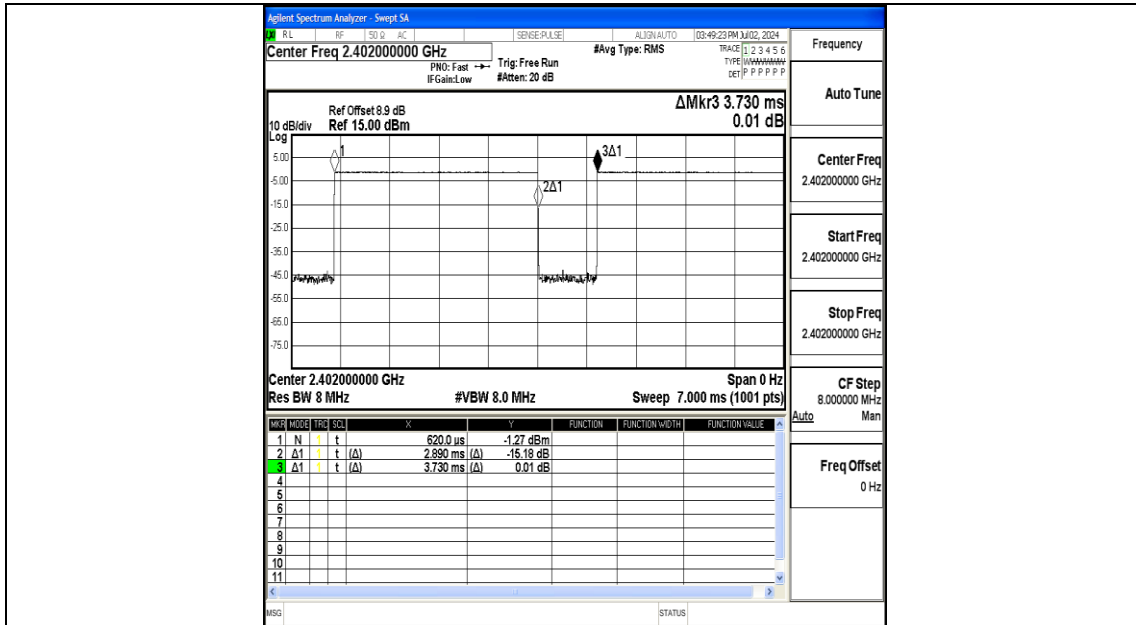 Agilent Spectrum Analyzer - Swept SA
RL RF 50 Ω AC SENSE:PULSE ALIGN AUTO 03:49:23 PM Jul 02, 2024
Center Freq 2.402000000 GHz #Avg Type: RMS TRACE 1 2 3 4 5 6
PNO: Fast Trig: Free Run TYPE
IFGain:Low #Atten: 20 dB DET P P P P P P
ΔMkr3 3.730 ms
0.01 dB
Ref Offset 8.9 dB
10 dB/div Ref 15.00 dBm
Log
1
3Δ1
2Δ1
5.00
-5.00
-15.0
-25.0
-35.0
-45.0
-55.0
-65.0
-75.0
Center 2.402000000 GHz Span 0 Hz
Res BW 8 MHz #VBW 8.0 MHz Sweep 7.000 ms (1001 pts)
MKR MODE TRC SCL X Y FUNCTION FUNCTION WIDTH FUNCTION VALUE
1 N 1 t 620.0 us -1.27 dBm
2 Δ1 1 t (Δ) 2.890 ms (Δ) -15.18 dB
3 Δ1 1 t (Δ) 3.730 ms (Δ) 0.01 dB
4
5
6
7
8
9
10
11
MSG STATUS
Frequency
Auto Tune
Center Freq
2.402000000 GHz
Start Freq
2.402000000 GHz
Stop Freq
2.402000000 GHz
CF Step
8.000000 MHz
Auto Man
Freq Offset
0 Hz